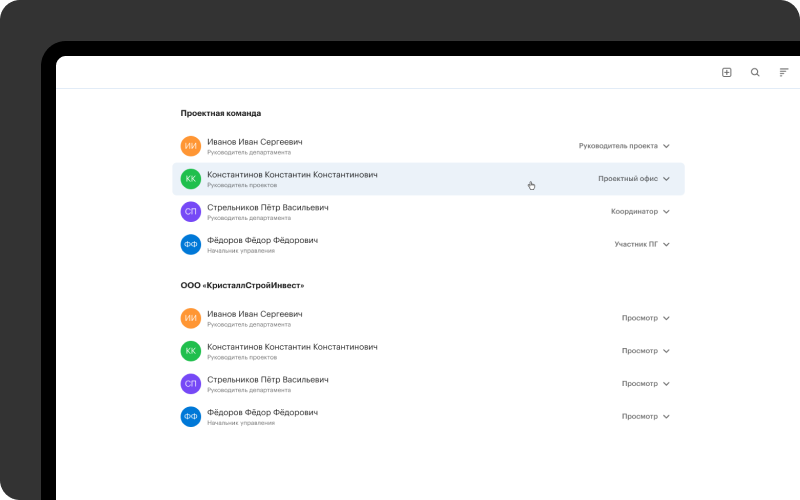 Проектная команда
ИИ Иванов Иван Сергеевич Руководитель проекта
Руководитель департамента
КК Константинов Константин Константинович Проектный офис
Руководитель проектов
СП Стрельников Пётр Васильевич Координатор
Руководитель департамента
ФФ Фёдоров Фёдор Фёдорович Участник ПГ
Начальник управления
ООО «КристаллСтройИнвест»
ИИ Иванов Иван Сергеевич Просмотр
Руководитель департамента
КК Константинов Константин Константинович Просмотр
Руководитель проектов
СП Стрельников Пётр Васильевич Просмотр
Руководитель департамента
ФФ Фёдоров Фёдор Фёдорович Просмотр
Начальник управления